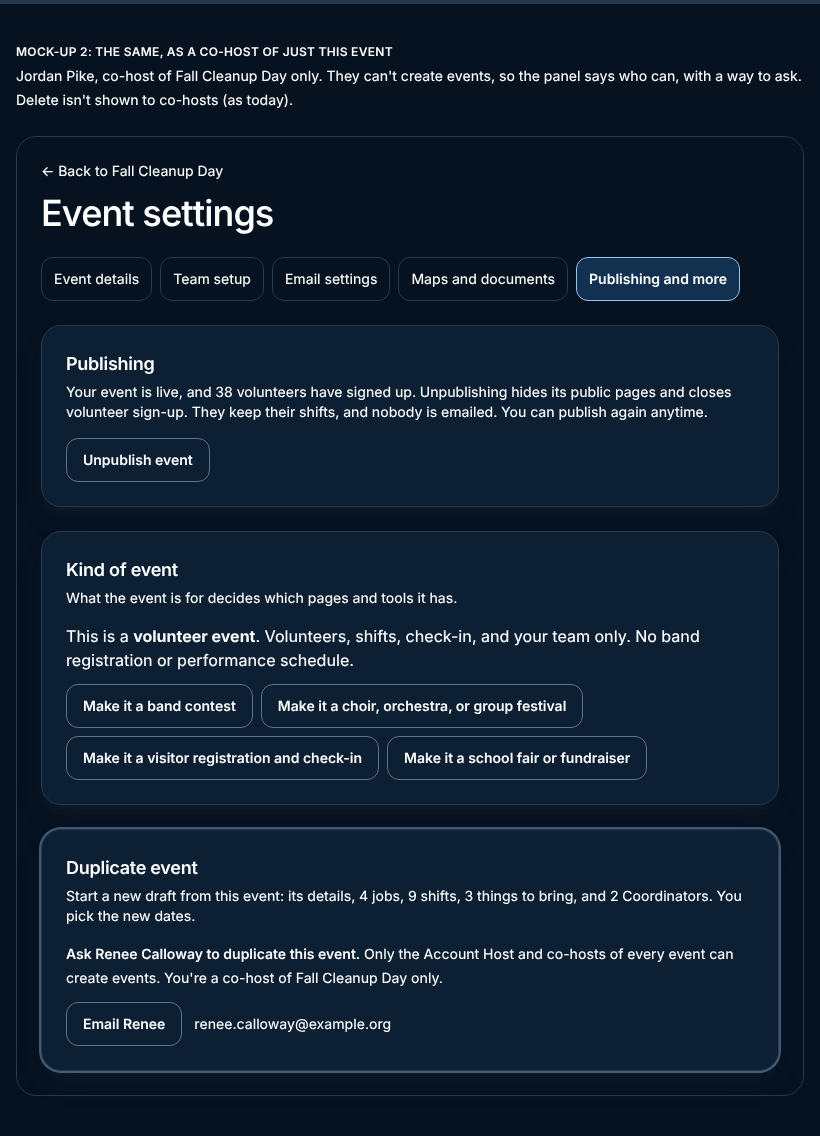 MOCK-UP 2: THE SAME, AS A CO-HOST OF JUST THIS EVENT
Jordan Pike, co-host of Fall Cleanup Day only. They can't create events, so the panel says who can, with a way to ask.
Delete isn't shown to co-hosts (as today).
← Back to Fall Cleanup Day
Event settings
Event details
Team setup
Email settings
Maps and documents
Publishing and more
Publishing
Your event is live, and 38 volunteers have signed up. Unpublishing hides its public pages and closes
volunteer sign-up. They keep their shifts, and nobody is emailed. You can publish again anytime.
Unpublish event
Kind of event
What the event is for decides which pages and tools it has.
This is a volunteer event. Volunteers, shifts, check-in, and your team only. No band
registration or performance schedule.
Make it a band contest
Make it a choir, orchestra, or group festival
Make it a visitor registration and check-in
Make it a school fair or fundraiser
Duplicate event
Start a new draft from this event: its details, 4 jobs, 9 shifts, 3 things to bring, and 2 Coordinators. You
pick the new dates.
Ask Renee Calloway to duplicate this event. Only the Account Host and co-hosts of every event can
create events. You're a co-host of Fall Cleanup Day only.
Email Renee
renee.calloway@example.org